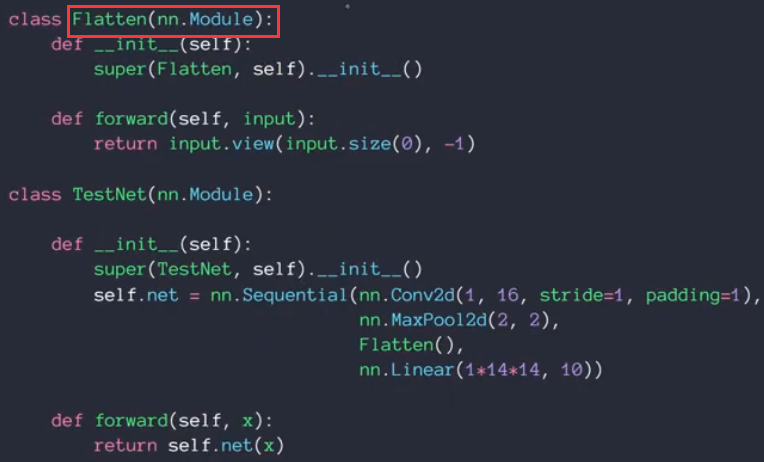 class Flatten(nn.Module):
    def __init__(self):
        super(Flatten, self).__init__()
    def forward(self, input):
        return input.view(input.size(0), -1)
class TestNet(nn.Module):
    def __init__(self):
        super(TestNet, self).__init__()
        self.net = nn.Sequential(nn.Conv2d(1, 16, stride=1, padding=1),
                                 nn.MaxPool2d(2, 2),
                                 Flatten(),
                                 nn.Linear(1*14*14, 10))
    def forward(self, x):
        return self.net(x)